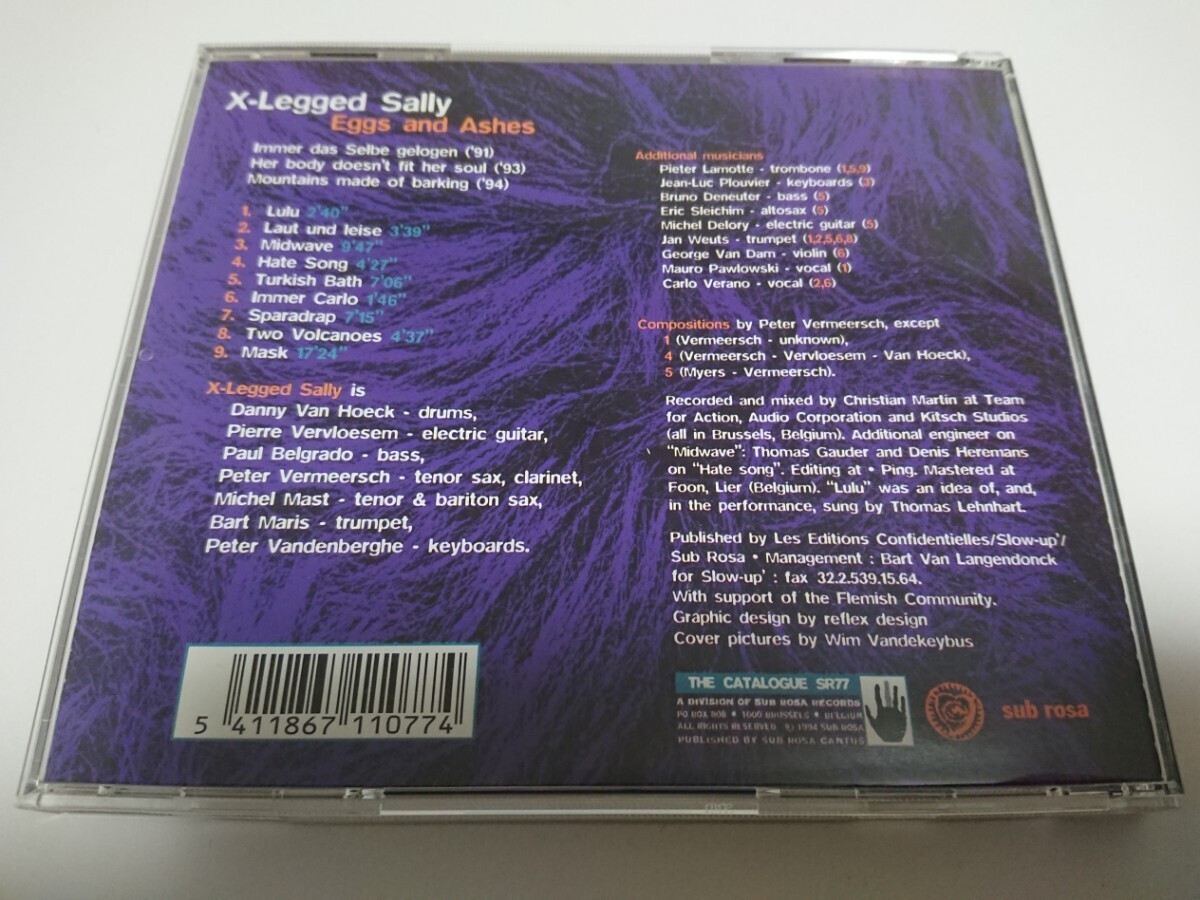 X-Legged Sally
Eggs and Ashes
Immer das Selbe gelogen ('91)
Her body doesn't fit her soul ('93)
Mountains made of barking ('94)
1. Lulu 2'40"
2. Laut und leise 3'39"
3. Midwave 9'47"
4. Hate Song 4'27"
5. Turkish Bath 7'06"
6. Immer Carlo 1'46"
7. Sparadrap 7'15"
8. Two Volcanoes 4'37"
9. Mask 17'24"
X-Legged Sally is
Danny Van Hoeck - drums,
Pierre Vervloesem - electric guitar,
Paul Belgrado - bass,
Peter Vermeersch - tenor sax, clarinet,
Michel Mast - tenor & bariton sax,
Bart Maris - trumpet,
Peter Vandenberghe - keyboards.
5 411867 110774
Additional musicians
Pieter Lamotte - trombone (1,5,9)
Jean-Luc Plouvier - keyboards (3)
Bruno Deneuter - bass (5)
Eric Sleichim - altosax (5)
Michel Delory - electric guitar (5)
Jan Weuts - trumpet (1,2,5,6,8)
George Van Dam - violin (6)
Mauro Pawlowski - vocal (1)
Carlo Verano - vocal (2,6)
Compositions by Peter Vermeersch, except
1 (Vermeersch - unknown),
4 (Vermeersch - Vervloesem - Van Hoeck),
5 (Myers - Vermeersch).
Recorded and mixed by Christian Martin at Team
for Action, Audio Corporation and Kitsch Studios
(all in Brussels, Belgium). Additional engineer on
"Midwave": Thomas Gauder and Denis Heremans
on "Hate song". Editing at • Ping. Mastered at
Foon, Lier (Belgium). "Lulu" was an idea of, and,
in the performance, sung by Thomas Lehnhart.
Published by Les Editions Confidentielles/Slow-up'/
Sub Rosa • Management : Bart Van Langendonck
for Slow-up' : fax 32.2.539.15.64.
With support of the Flemish Community.
Graphic design by reflex design
Cover pictures by Wim Vandekeybus
THE CATALOGUE SR77
A DIVISION OF SUB ROSA RECORDS
PO BOX 808 • 1000 BRUSSELS • BELGIUM
ALL RIGHTS RESERVED © 1994 SUB ROSA
PUBLISHED BY SUB ROSA CANTUS
sub rosa